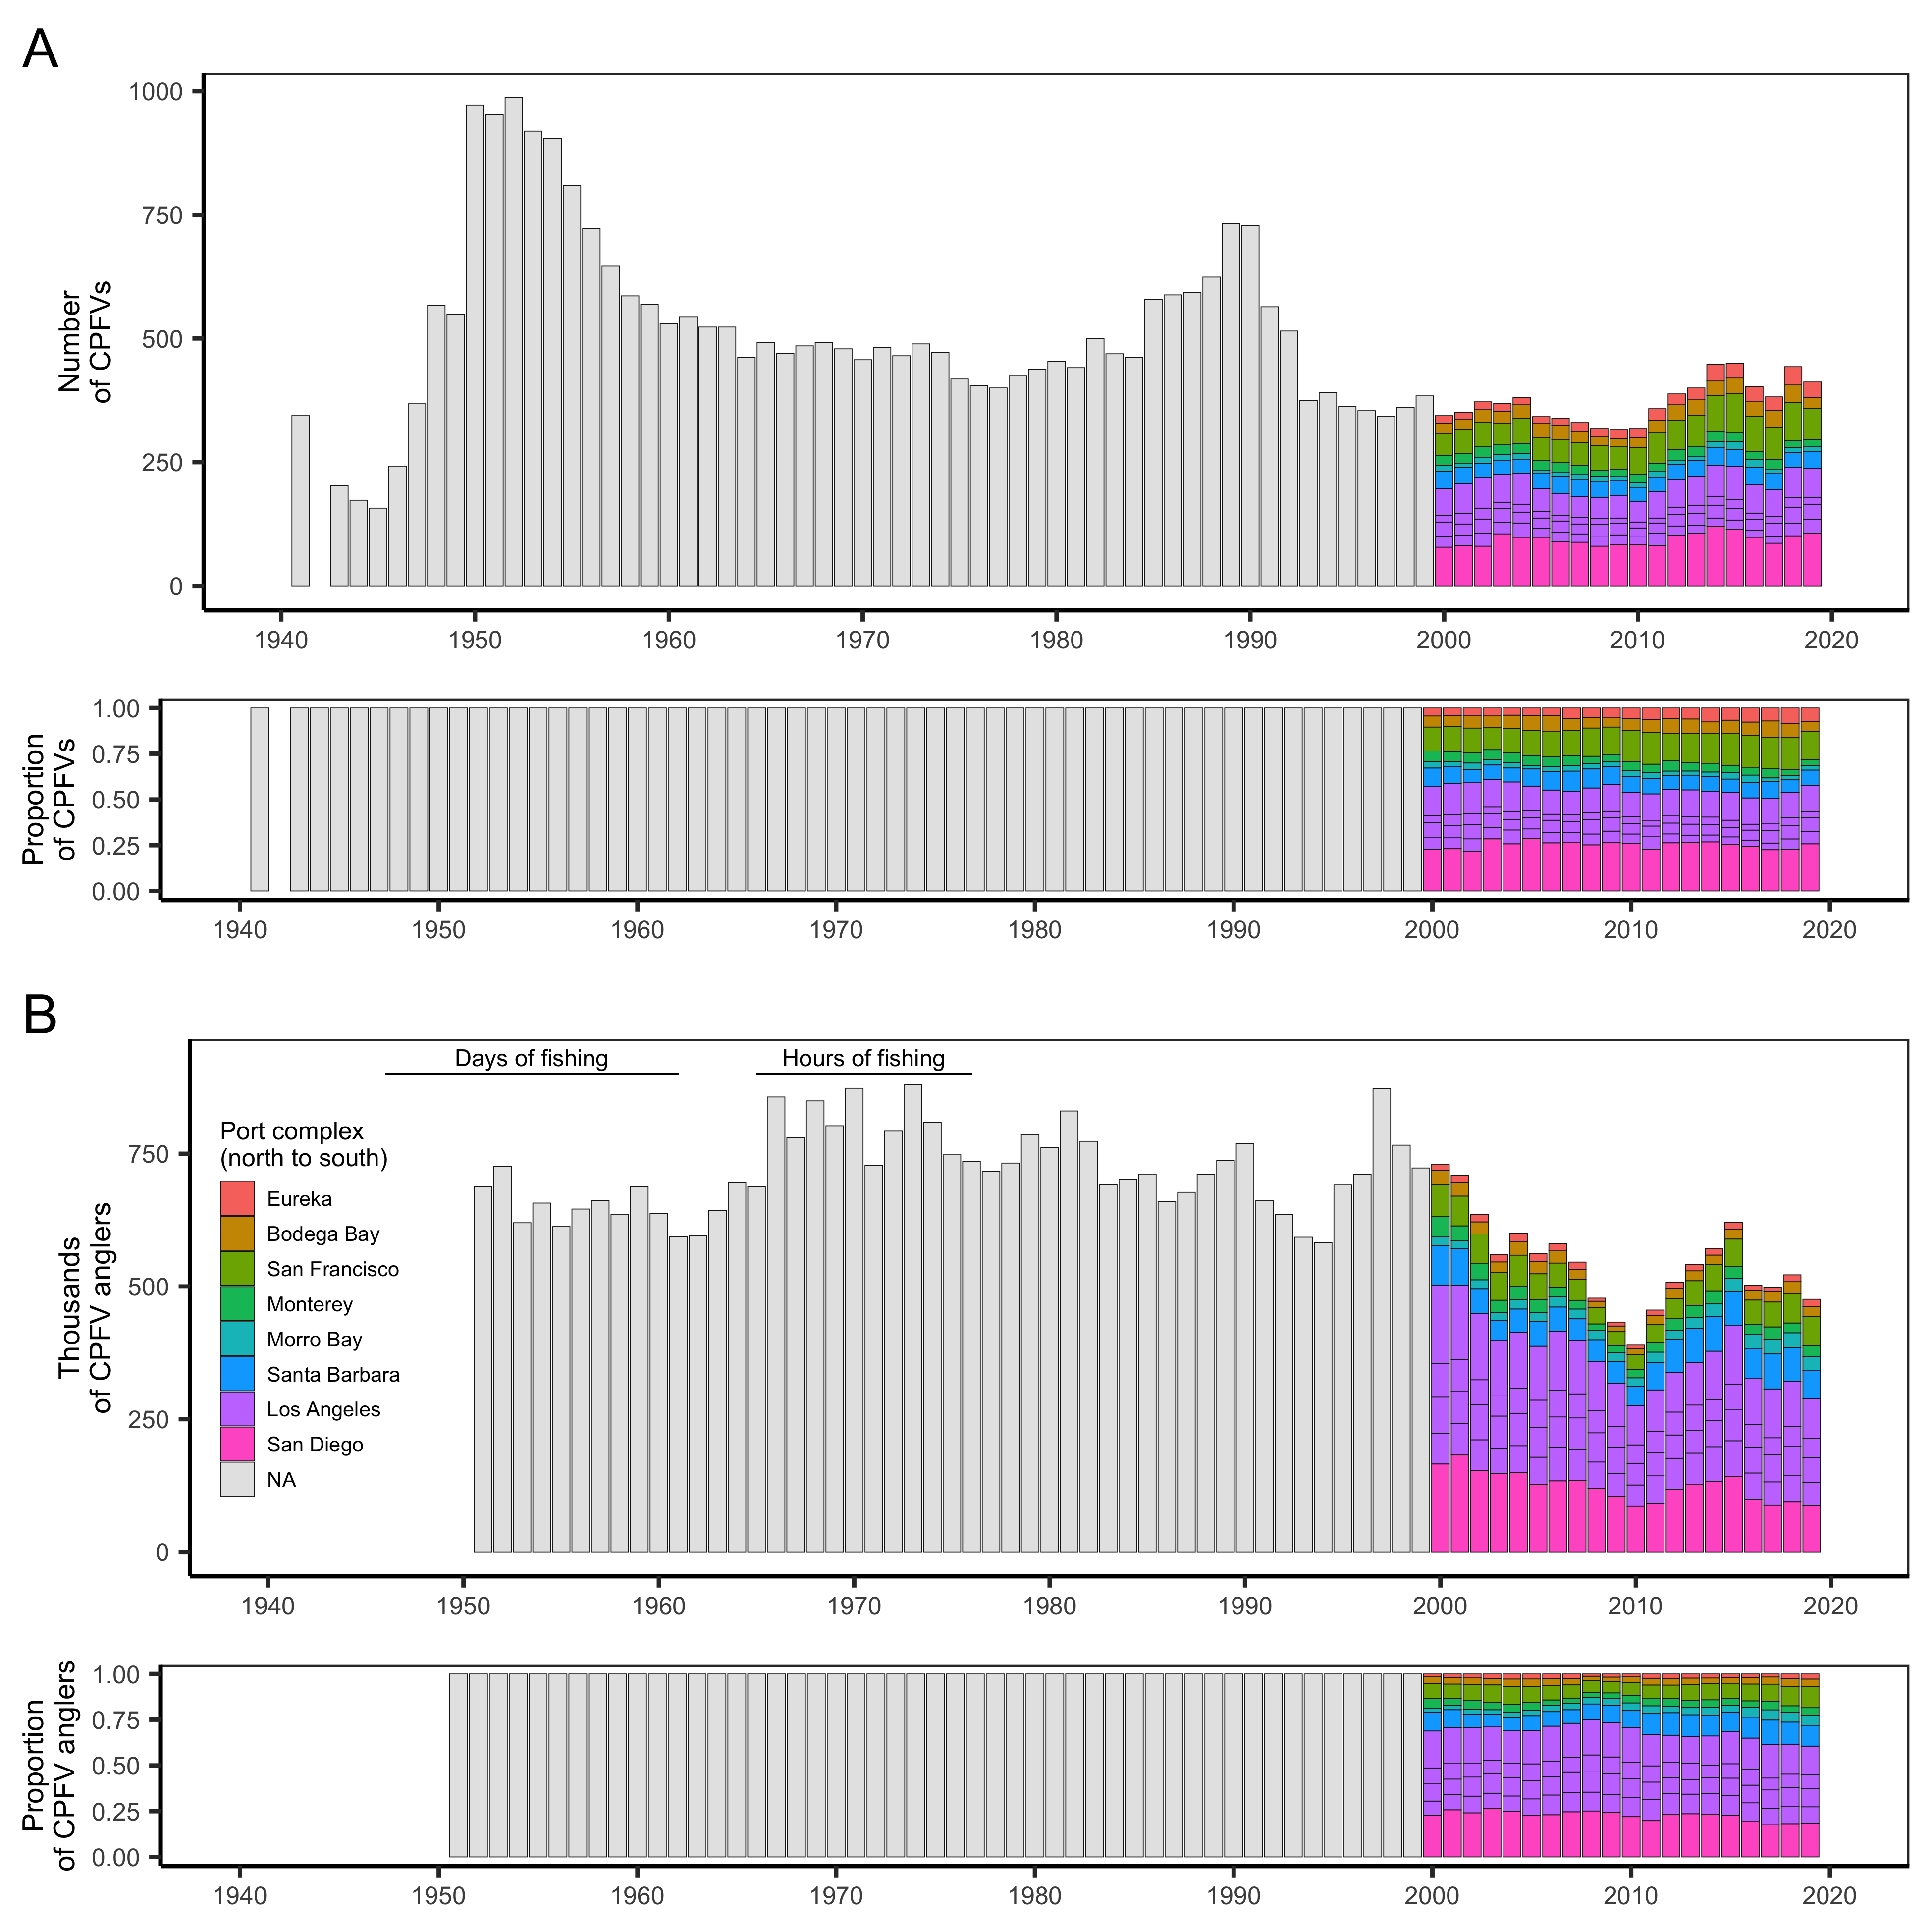 A
1000
750
500
250
0
Number
of CPFVs
1940 1950 1960 1970 1980 1990 2000 2010 2020
1.00
0.75
0.50
0.25
0.00
Proportion
of CPFVs
1940 1950 1960 1970 1980 1990 2000 2010 2020
B
Days of fishing
Hours of fishing
750
500
250
0
Thousands
of CPFV anglers
Port complex
(north to south)
Eureka
Bodega Bay
San Francisco
Monterey
Morro Bay
Santa Barbara
Los Angeles
San Diego
NA
1940 1950 1960 1970 1980 1990 2000 2010 2020
1.00
0.75
0.50
0.25
0.00
Proportion
of CPFV anglers
1940 1950 1960 1970 1980 1990 2000 2010 2020